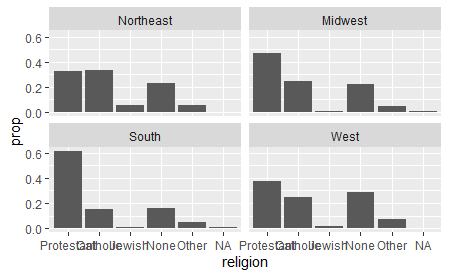 Northeast Midwest
0.6
0.4
0.2
0.0
South West
0.6
0.4
0.2
0.0
prop
Protestant Catholic Jewish None Other NA Protestant Catholic Jewish None Other NA
religion